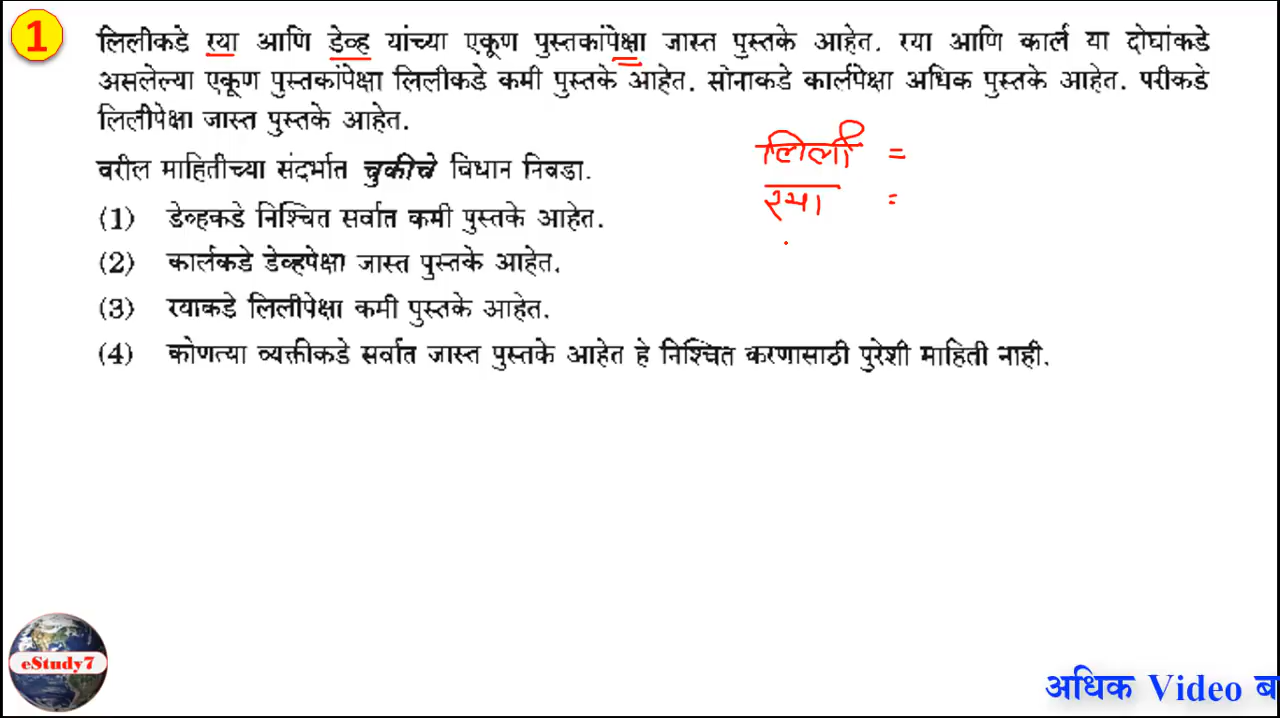 1
लिलीकडे रया आणि डेव्ह यांच्या एकूण पुस्तकांपेक्षा जास्त पुस्तके आहेत. रया आणि कार्ल या दोघांकडे
असलेल्या एकूण पुस्तकांपेक्षा लिलीकडे कमी पुस्तके आहेत. सोनाकडे कार्लपेक्षा अधिक पुस्तके आहेत. परीकडे
लिलीपेक्षा जास्त पुस्तके आहेत.
लिली =
वरील माहितीच्या संदर्भात चुकीचे विधान निवडा.
रया =
(1) डेव्हकडे निश्चित सर्वात कमी पुस्तके आहेत.
(2) कार्लकडे डेव्हपेक्षा जास्त पुस्तके आहेत.
(3) रयाकडे लिलीपेक्षा कमी पुस्तके आहेत.
(4) कोणत्या व्यक्तीकडे सर्वात जास्त पुस्तके आहेत हे निश्चित करणासाठी पुरेशी माहिती नाही.
eStudy7
अधिक Video ब